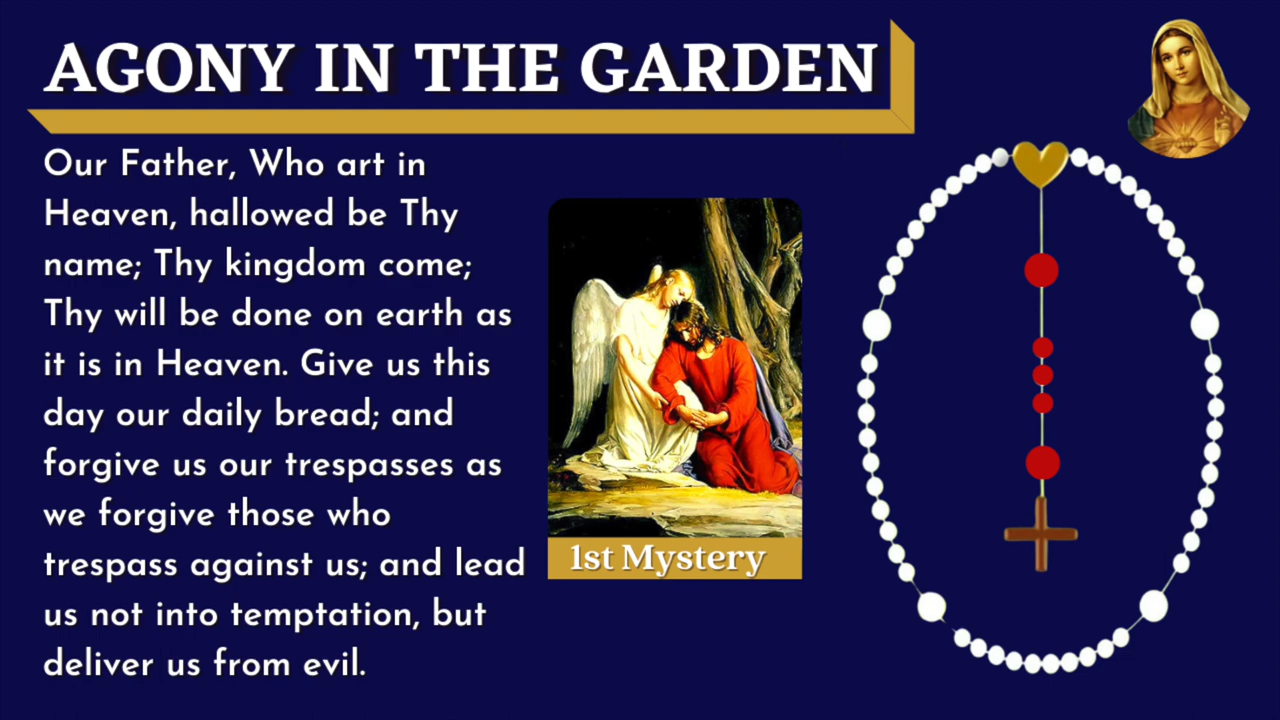 AGONY IN THE GARDEN
Our Father, Who art in
Heaven, hallowed be Thy
name; Thy kingdom come;
Thy will be done on earth as
it is in Heaven. Give us this
day our daily bread; and
forgive us our trespasses as
we forgive those who
trespass against us; and lead
us not into temptation, but
deliver us from evil.
1st Mystery